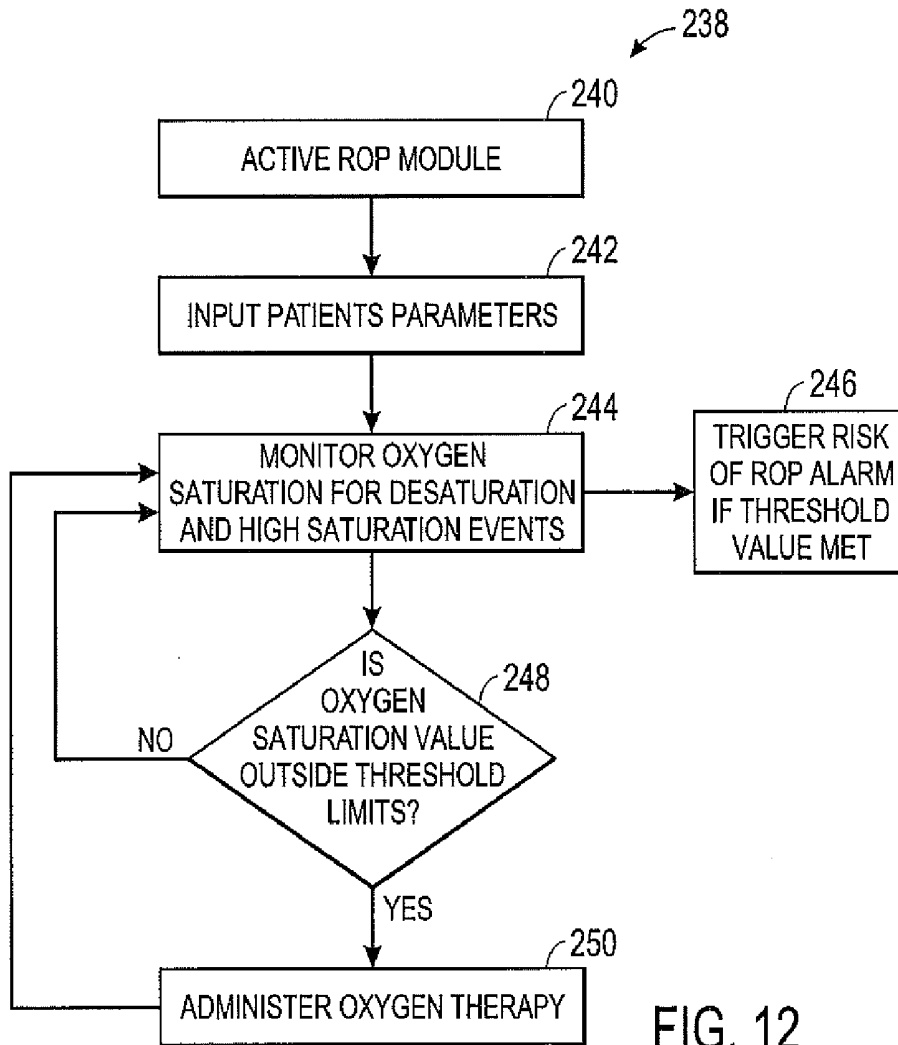 238
240
ACTIVE ROP MODULE
242
INPUT PATIENTS PARAMETERS
244
MONITOR OXYGEN
SATURATION FOR DESATURATION
AND HIGH SATURATION EVENTS
246
TRIGGER RISK
OF ROP ALARM
IF THRESHOLD
VALUE MET
248
IS
OXYGEN
SATURATION VALUE
OUTSIDE THRESHOLD
LIMITS?
NO
YES
250
ADMINISTER OXYGEN THERAPY
FIG. 12